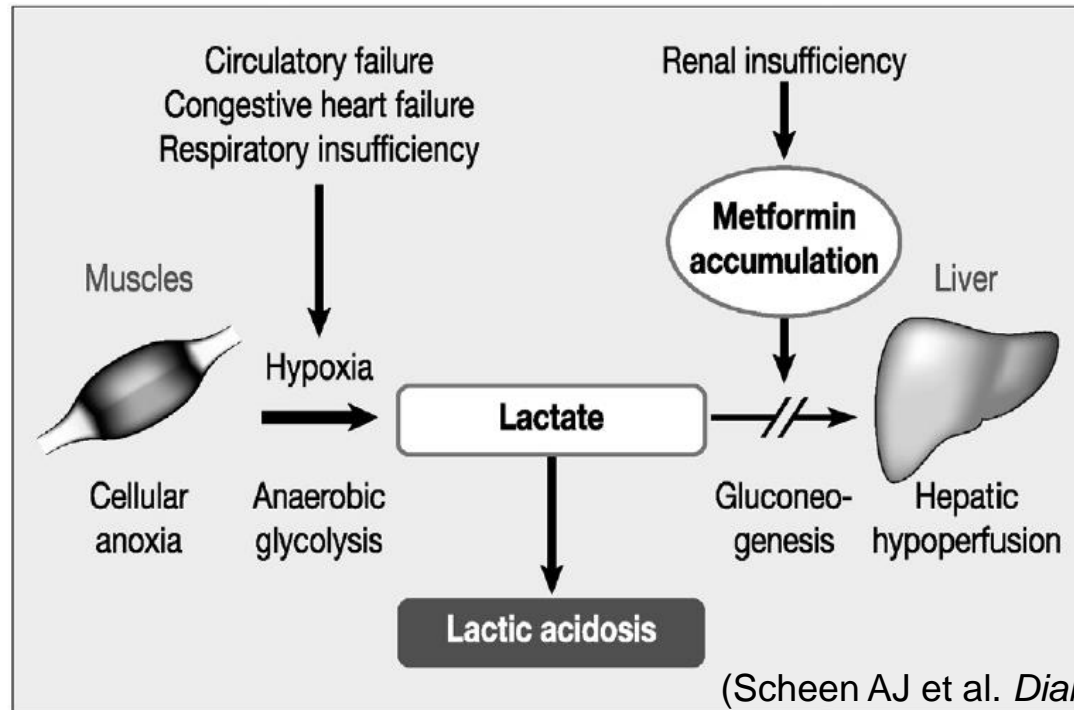 Circulatory failure
Congestive heart failure
Respiratory insufficiency
Renal insufficiency
Metformin
accumulation
Muscles
Liver
Hypoxia
Lactate
Cellular
anoxia
Anaerobic
glycolysis
Gluconeo-
genesis
Hepatic
hypoperfusion
Lactic acidosis
(Scheen AJ et al.